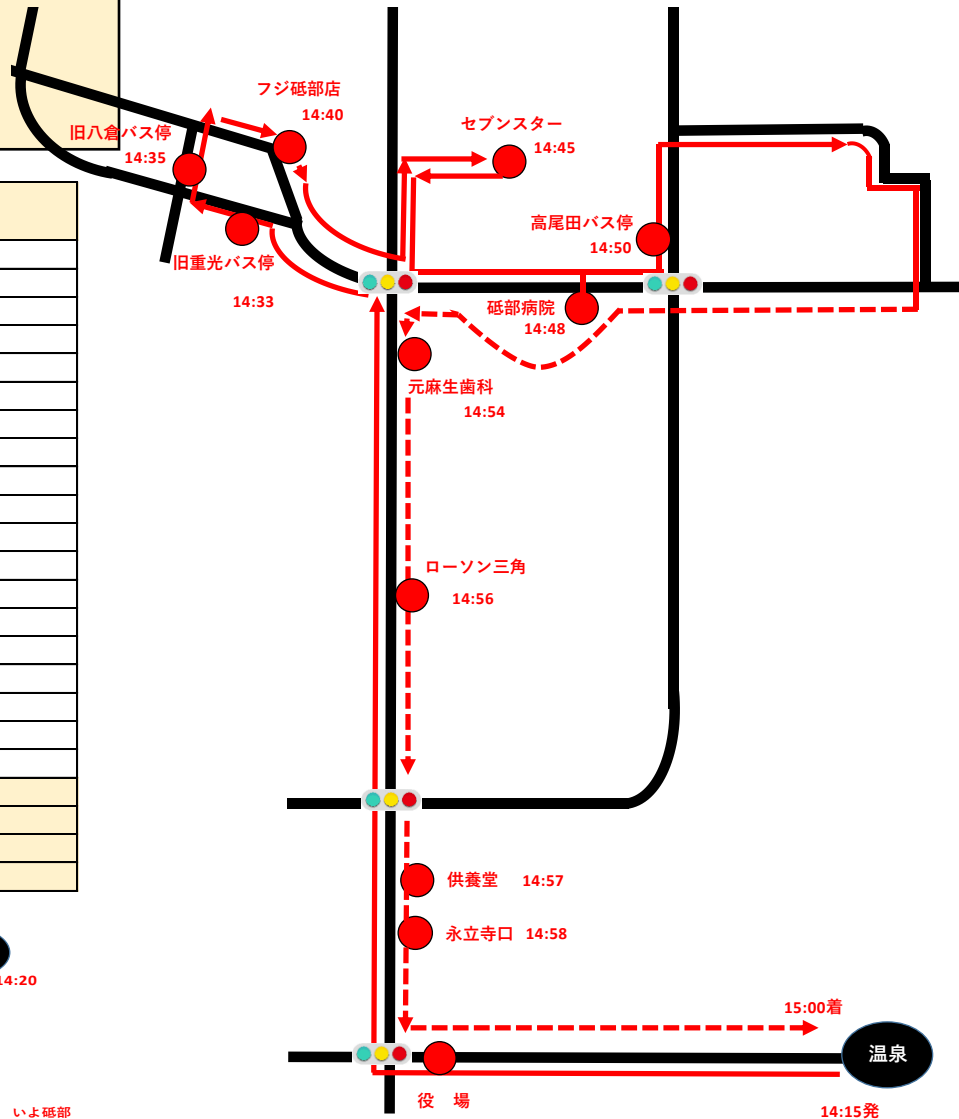 フジ砥部店
14:40
旧八倉バス停
14:35
セブンスター
14:45
高尾田バス停
14:50
旧重光バス停
14:33
砥部病院
14:48
元麻生歯科
14:54
ローソン三角
14:56
供養堂 14:57
永立寺口 14:58
14:20
15:00着
温泉
役 場
14:15発
いよ砥部